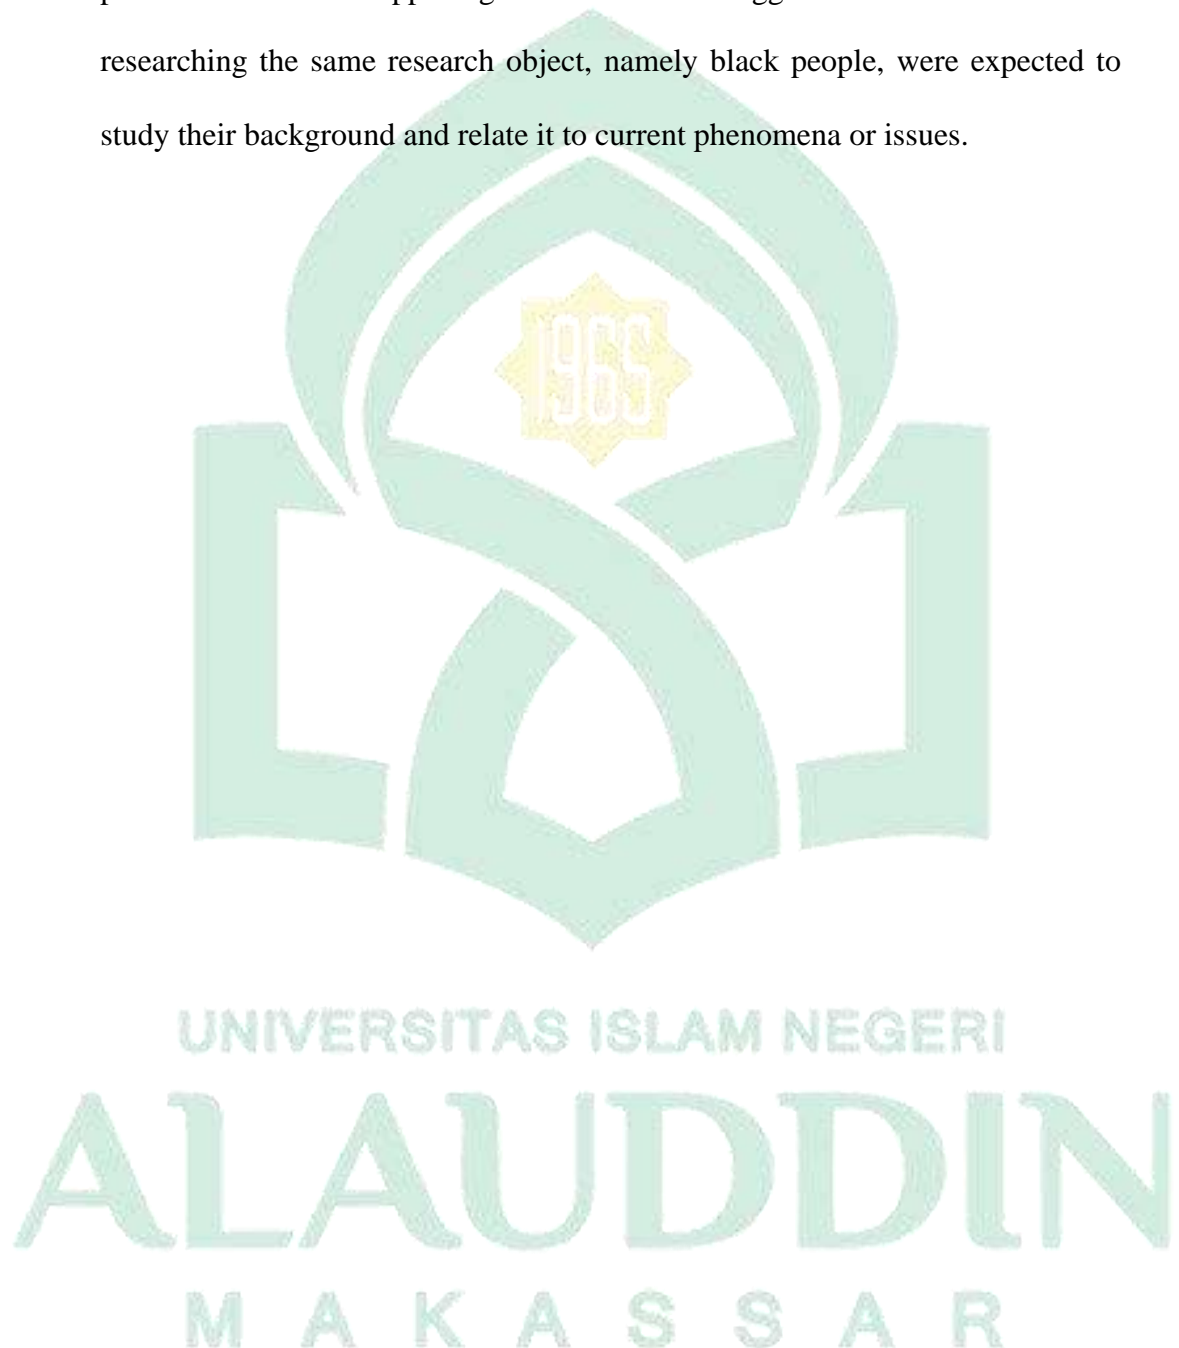 researching the same research object, namely black people, were expected to
study their background and relate it to current phenomena or issues.
1965
UNIVERSITAS ISLAM NEGERI
ALAUDDIN
MAKASSAR